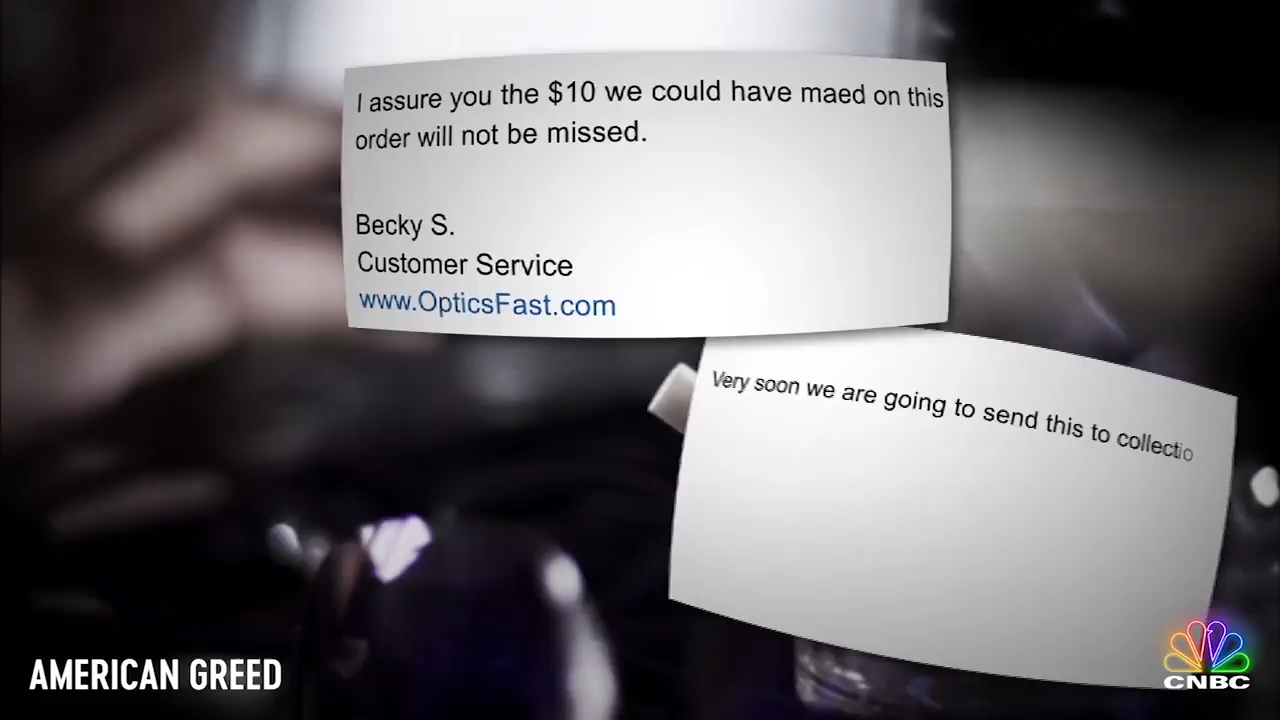 I assure you the $10 we could have maed on this
order will not be missed.
Becky S.
Customer Service
www.OpticsFast.com
Very soon we are going to send this to collectio
AMERICAN GREED
CNBC